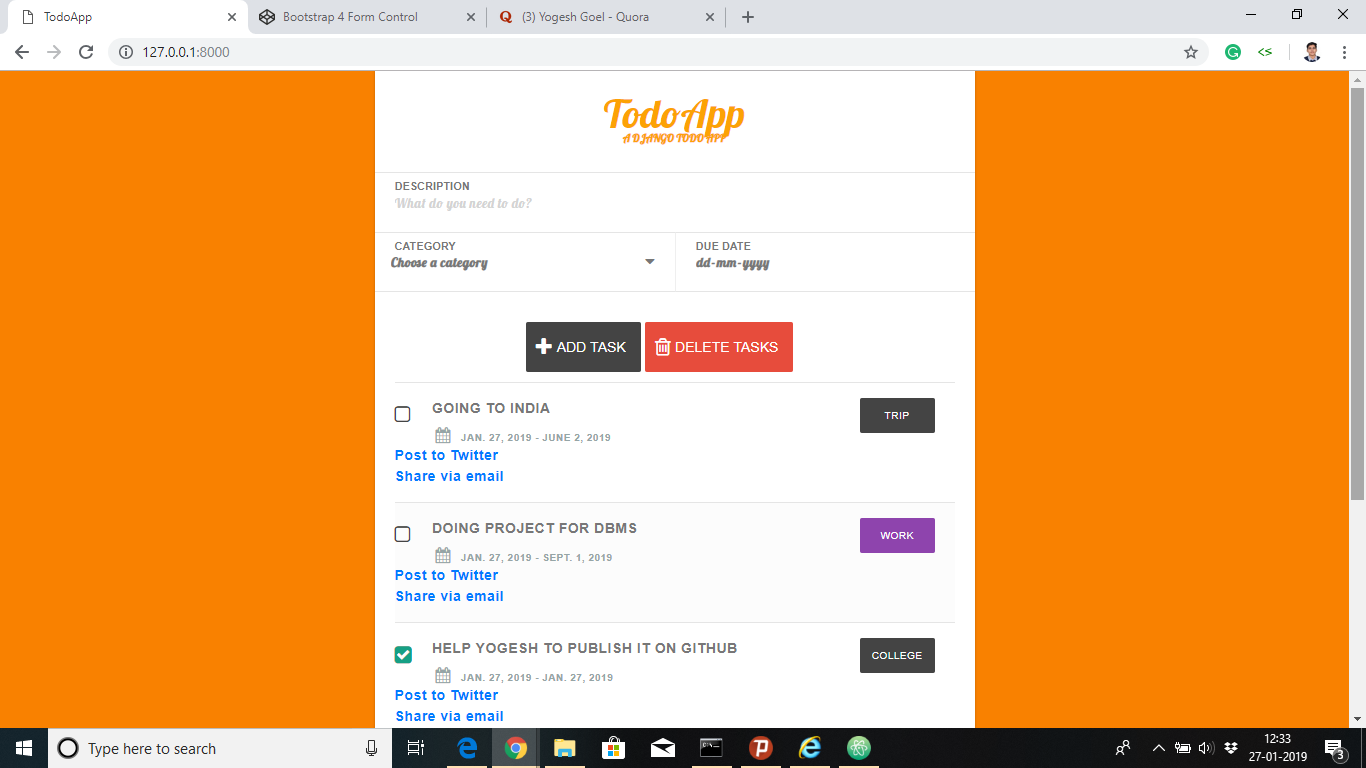 TodoApp
Bootstrap 4 Form Control
(3) Yogesh Goel - Quora
127.0.0.1:8000
TodoApp
A DJANGO TODO APP
DESCRIPTION
What do you need to do?
CATEGORY
Choose a category
DUE DATE
dd-mm-yyyy
ADD TASK
DELETE TASKS
GOING TO INDIA
TRIP
JAN. 27, 2019 - JUNE 2, 2019
Post to Twitter
Share via email
DOING PROJECT FOR DBMS
WORK
JAN. 27, 2019 - SEPT. 1, 2019
Post to Twitter
Share via email
HELP YOGESH TO PUBLISH IT ON GITHUB
COLLEGE
JAN. 27, 2019 - JAN. 27, 2019
Post to Twitter
Share via email
Type here to search
12:33
27-01-2019
3